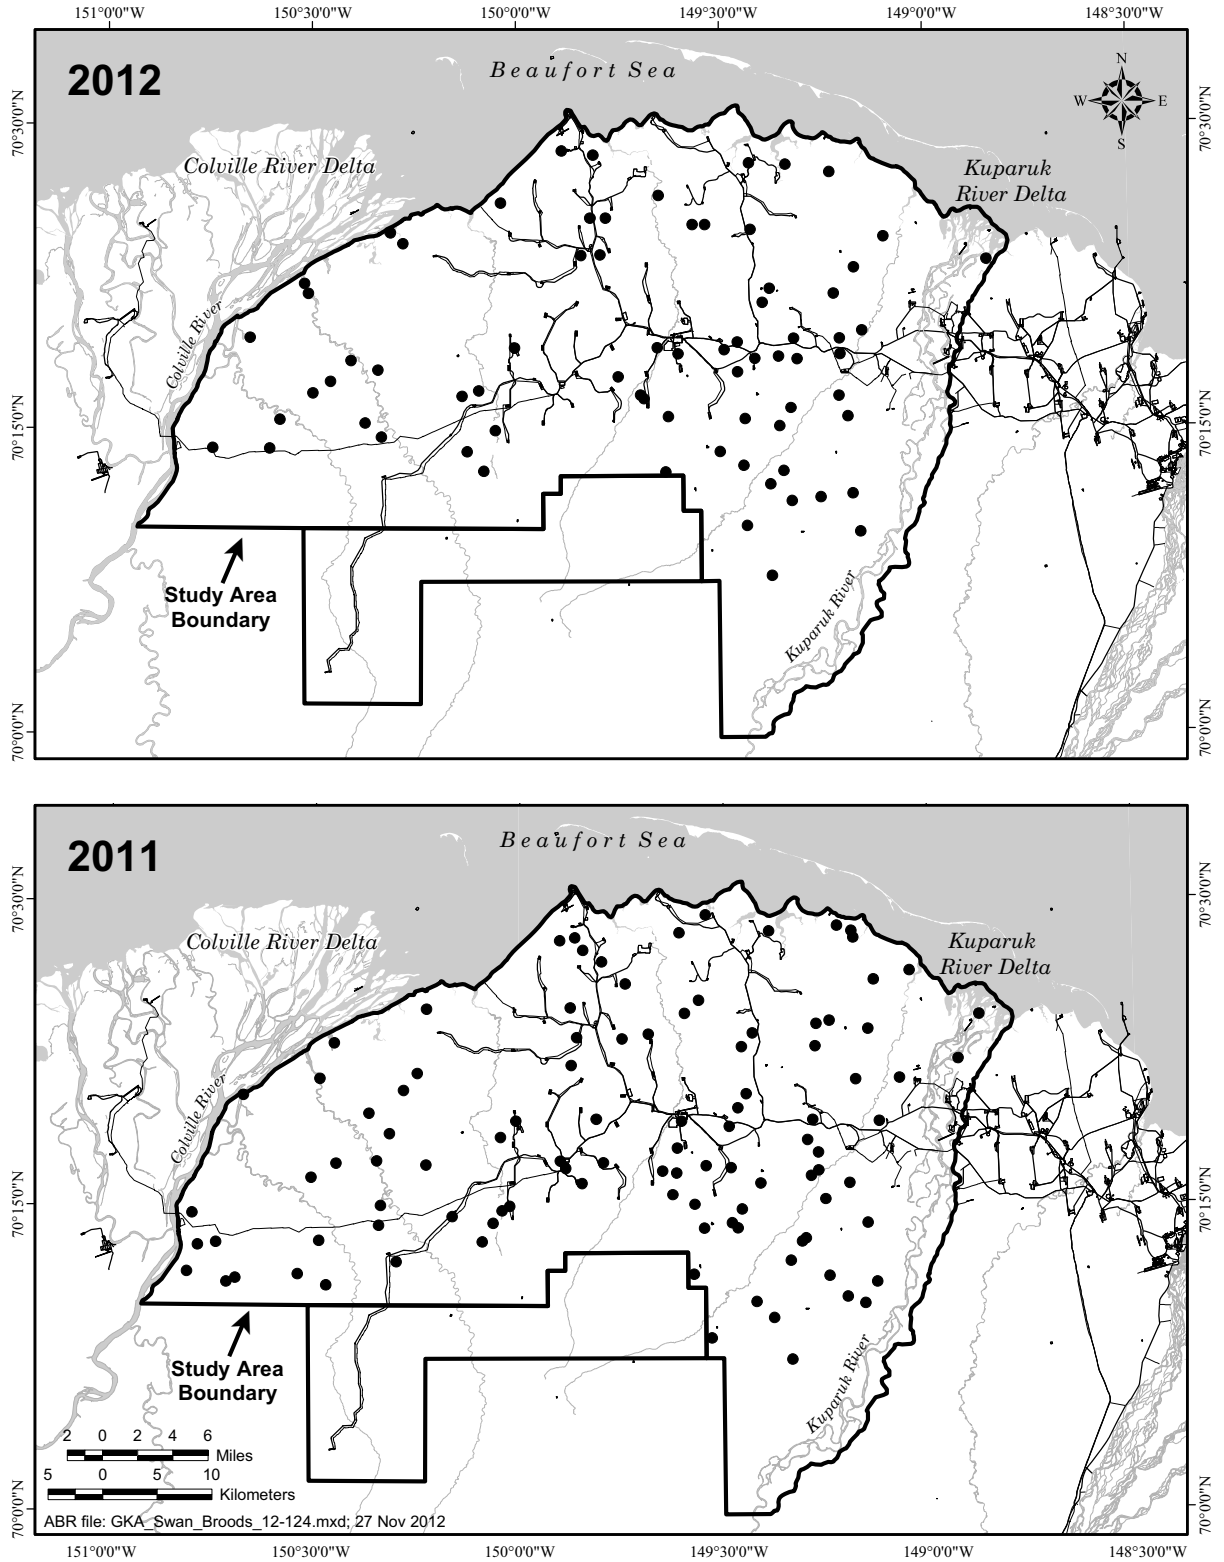 151°0'0"W 150°30'0"W 150°0'0"W 149°30'0"W 149°0'0"W 148°30'0"W
2012
Beaufort Sea
N
W E
S
70°30'0"N 70°30'0"N
Colville River Delta
Kuparuk
River Delta
Colville River
70°15'0"N 70°15'0"N
Study Area
Boundary
Kuparuk River
70°0'0"N 70°0'0"N
2011
Beaufort Sea
70°30'0"N 70°30'0"N
Colville River Delta
Kuparuk
River Delta
Colville River
70°15'0"N 70°15'0"N
Study Area
Boundary
Kuparuk River
2 0 2 4 6
Miles
5 0 5 10
Kilometers
70°0'0"N 70°0'0"N
ABR file: GKA_Swan_Broods_12-124.mxd; 27 Nov 2012
151°0'0"W 150°30'0"W 150°0'0"W 149°30'0"W 149°0'0"W 148°30'0"W